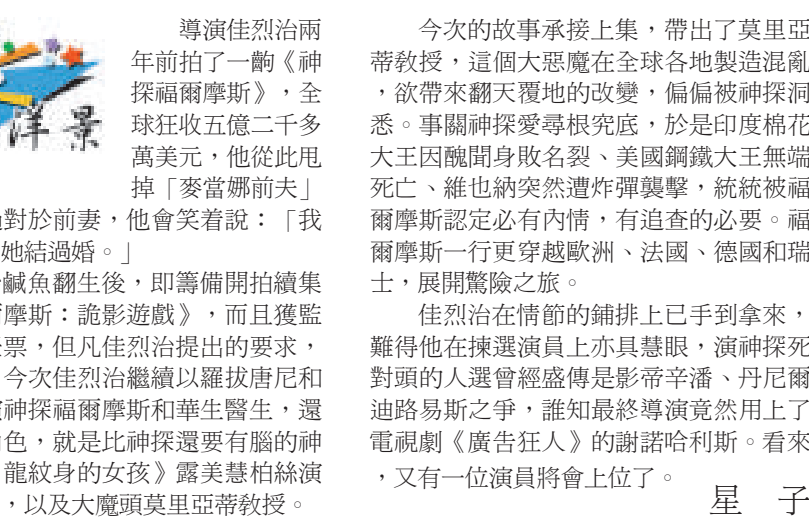 洋景
導演佳烈治兩
年前拍了一齣《神
探福爾摩斯》，全
球狂收五億二千多
萬美元，他從此甩
掉「麥當娜前夫」
對於前妻，他會笑着說：「我
她結過婚。」
鹹魚翻生後，即籌備開拍續集
摩斯：詭影遊戲》，而且獲監
票，但凡佳烈治提出的要求，
今次佳烈治繼續以羅拔唐尼和
神探福爾摩斯和華生醫生，還
色，就是比神探還要有腦的神
龍紋身的女孩》露美慧柏絲演
，以及大魔頭莫里亞蒂教授。
今次的故事承接上集，帶出了莫里亞
蒂教授，這個大惡魔在全球各地製造混亂
，欲帶來翻天覆地的改變，偏偏被神探洞
悉。事關神探愛尋根究底，於是印度棉花
大王因醜聞身敗名裂、美國鋼鐵大王無端
死亡、維也納突然遭炸彈襲擊，統統被福
爾摩斯認定必有內情，有追查的必要。福
爾摩斯一行更穿越歐洲、法國、德國和瑞
士，展開驚險之旅。
佳烈治在情節的鋪排上已手到拿來，
難得他在揀選演員上亦具慧眼，演神探死
對頭的人選曾經盛傳是影帝辛潘、丹尼爾
迪路易斯之爭，誰知最終導演竟然用上了
電視劇《廣告狂人》的謝諾哈利斯。看來
，又有一位演員將會上位了。
星 子